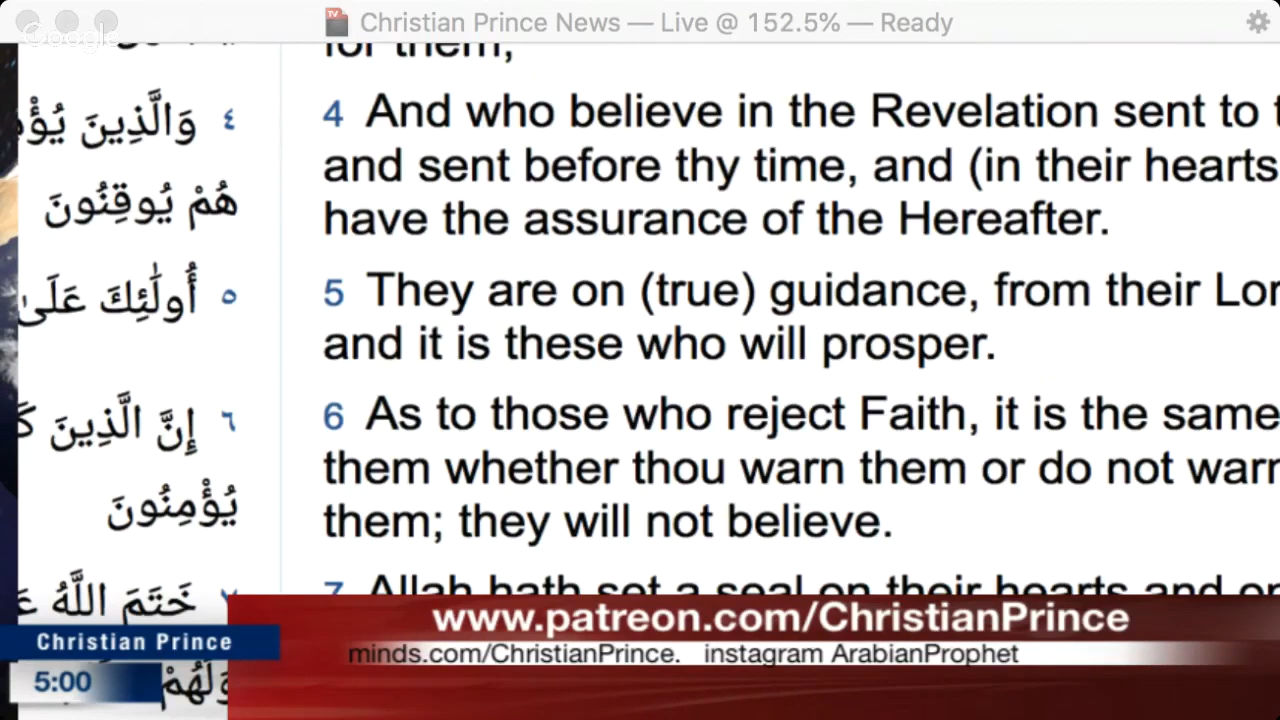 Christian Prince News — Live @ 152.5% — Ready
Google
for them,
٤ وَالَّذِينَ
4 And who believe in the Revelation sent to
and sent before thy time, and (in their hearts
هُمْ يُوقِنُونَ
have the assurance of the Hereafter.
٥ أُولَٰئِكَ عَلَىٰ
5 They are on (true) guidance, from their
and it is these who will prosper.
٦ إِنَّ الَّذِينَ
6 As to those who reject Faith, it is the same
them whether thou warn them or do not
يُؤْمِنُونَ
them; they will not believe.
خَتَمَ اللَّهُ
7 Allah hath set a seal on their hearts and
www.patreon.com/ChristianPrince
Christian Prince
minds.com/ChristianPrince. instagram ArabianProphet
5:00
وَلَهُمْ